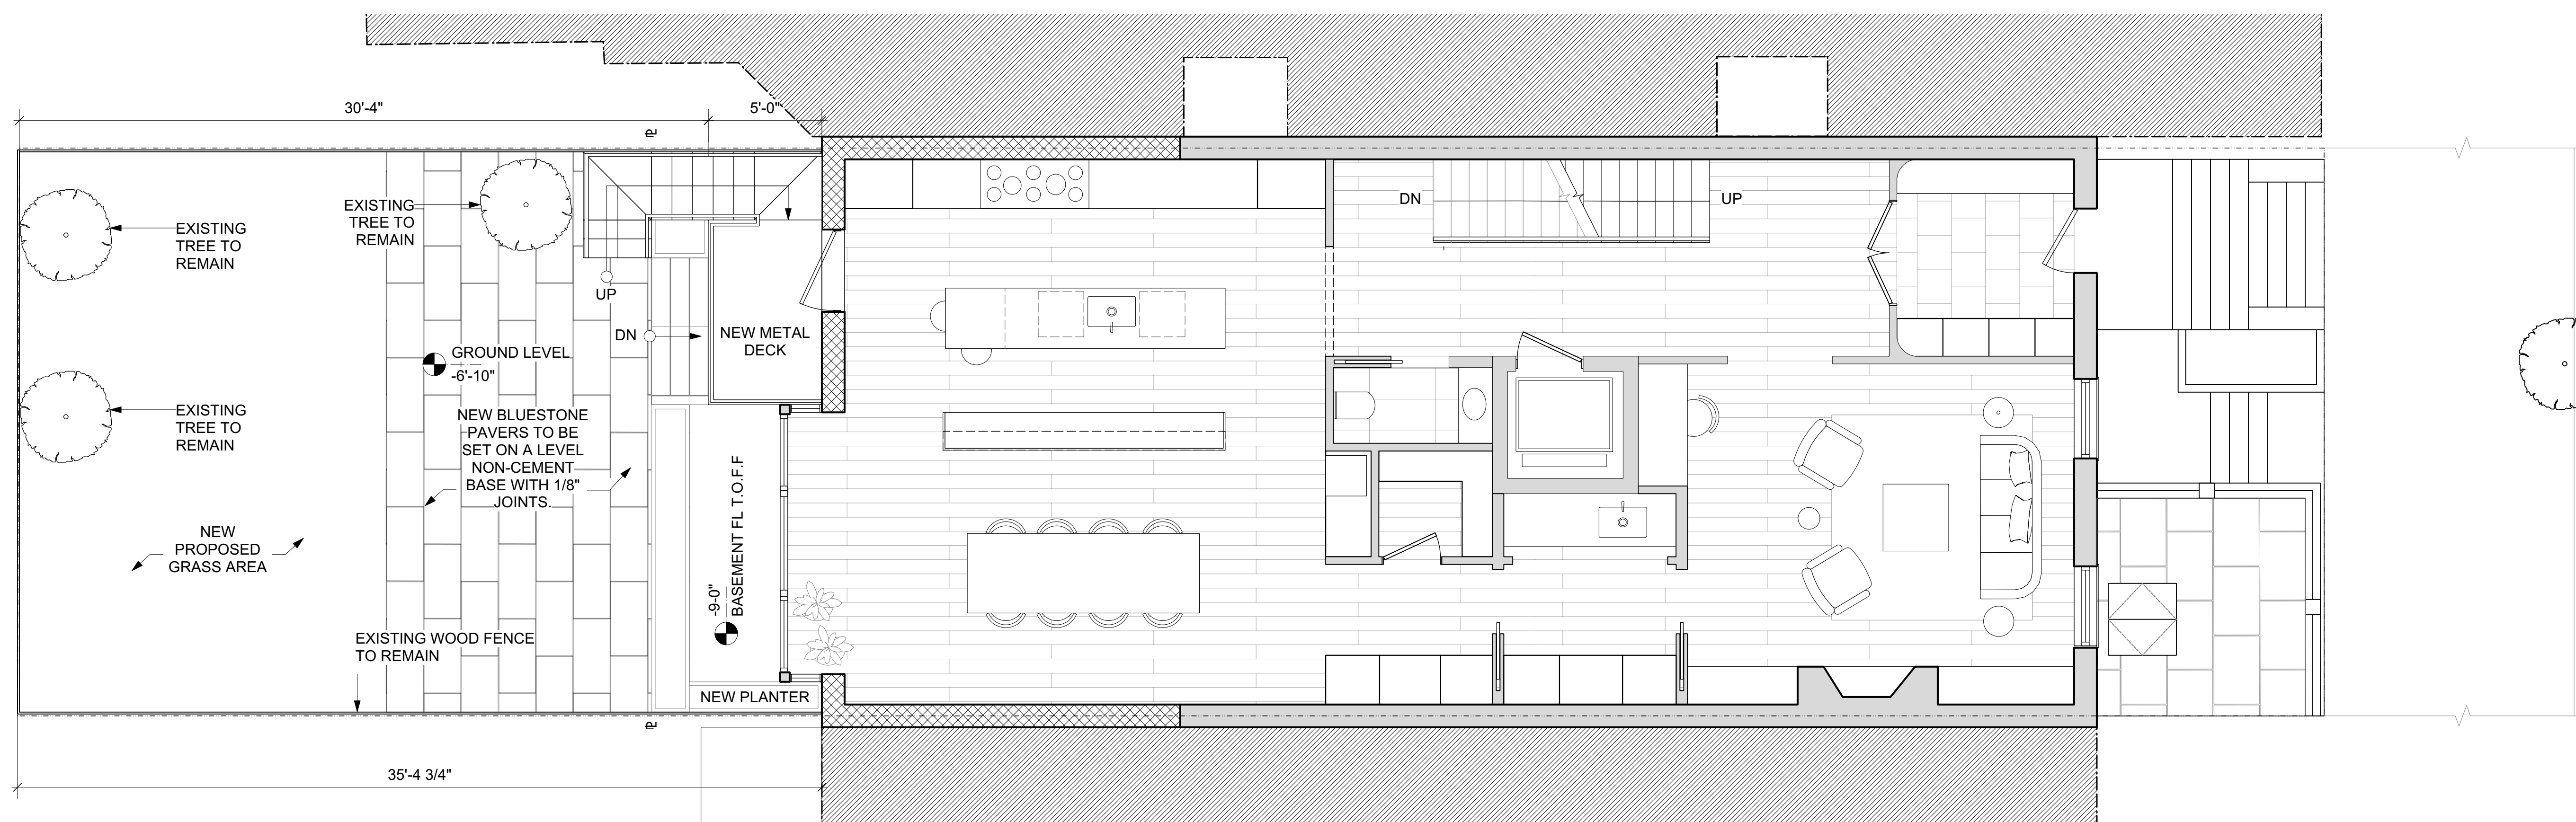 30'-4"
5'-0"
℄
EXISTING
TREE TO
REMAIN
EXISTING
TREE TO
REMAIN
UP
DN
NEW METAL
DECK
GROUND LEVEL
-6'-10"
EXISTING
TREE TO
REMAIN
NEW BLUESTONE
PAVERS TO BE
SET ON A LEVEL
NON-CEMENT
BASE WITH 1/8"
JOINTS.
NEW
PROPOSED
GRASS AREA
-9-0"
BASEMENT FL T.O.F.F
EXISTING WOOD FENCE
TO REMAIN
NEW PLANTER
℄
35'-4 3/4"
DN
UP